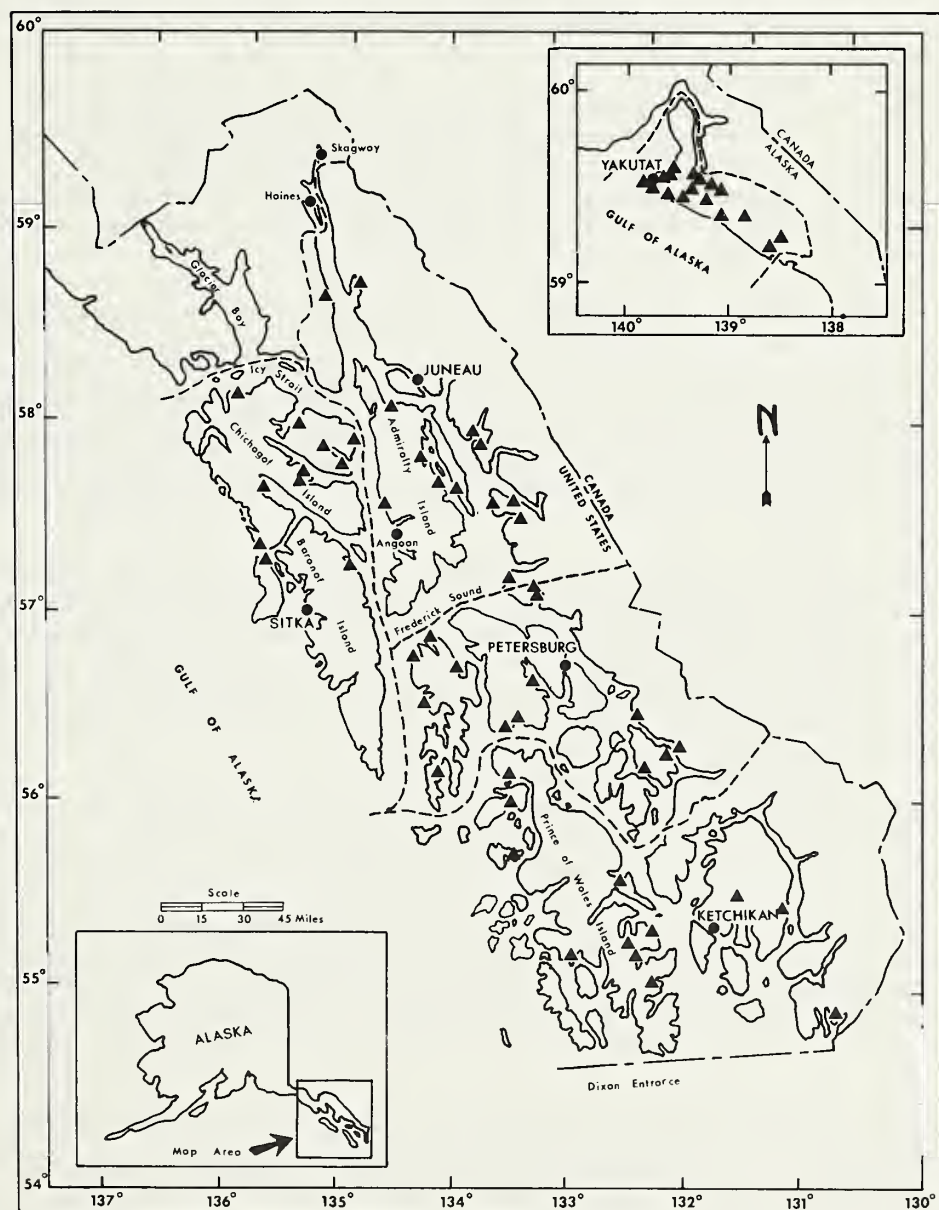 60°
59°
58°
57°
56°
55°
54°
137°
136°
135°
134°
133°
132°
131°
130°
Skagway
Haines
Glacier
Bay
Icy Strait
JUNEAU
Chichagof
Island
Admiralty
Island
Angoon
CANADA
UNITED STATES
Baranof
Island
SITKA
Frederick Sound
PETERSBURG
GULF OF ALASKA
Prince of Wales
Island
KETCHIKAN
Dixon Entrance
N
Scale
0 15 30 45 Miles
ALASKA
Map Area
60°
59°
140°
139°
138°
YAKUTAT
GULF OF ALASKA
CANADA
ALASKA